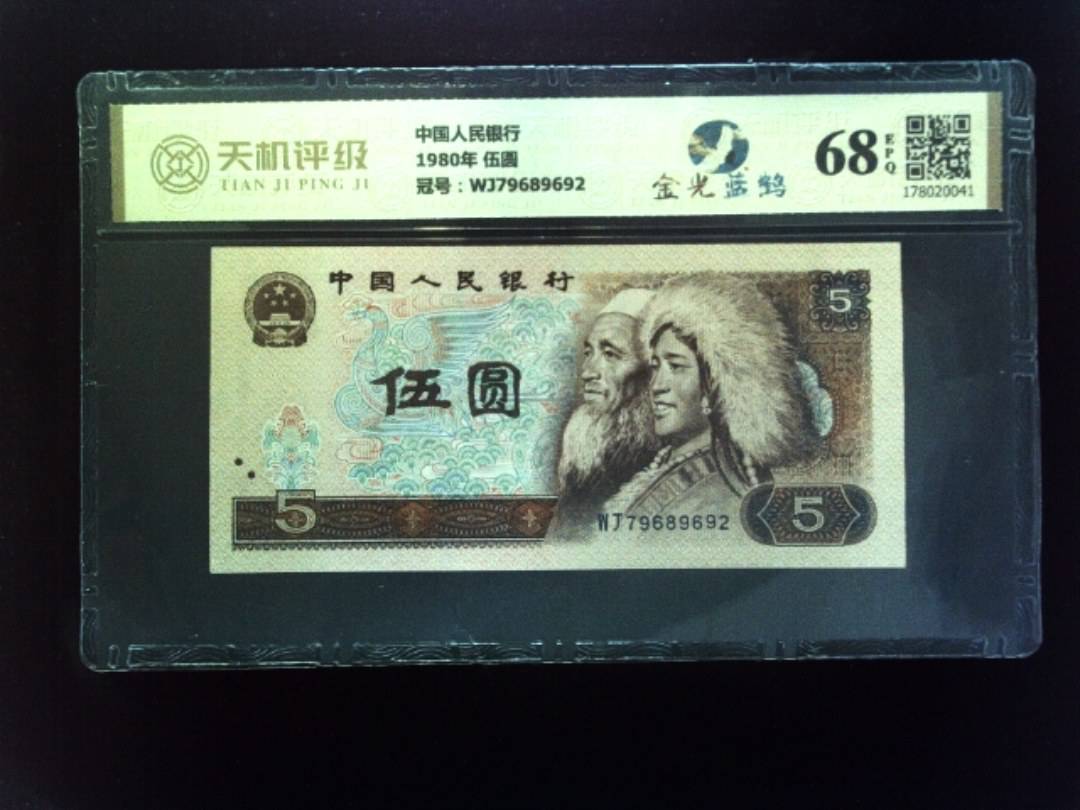 天机评级
TIAN JI PING JI
中国人民银行
1980年 伍圆
冠号：WJ79689692
金光蓝鹤
68 EPQ
178020041
中国人民银行
5
伍圆
5
WJ79689692
5